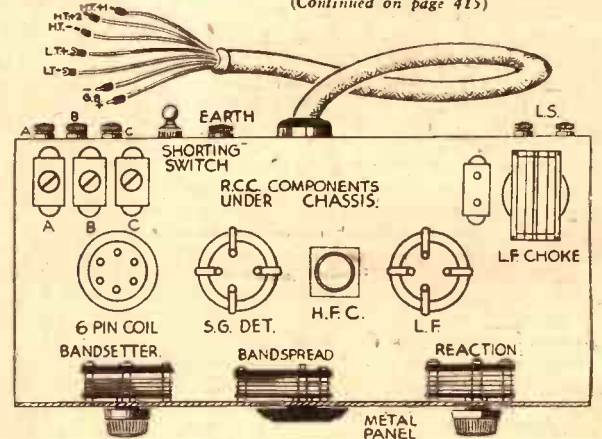 (Continued on page 415)
H.T.+1
H.T.+2
H.T.-
L.T.+
L.T.-
G.B.
A B C
EARTH
L.S.
SHORTING SWITCH
R.C.C. COMPONENTS
UNDER CHASSIS.
A B C
L.F. CHOKE
6 PIN COIL
S.G. DET.
H.F.C.
L.F.
BANDSETTER.
BANDSPREAD
REACTION.
METAL
PANEL